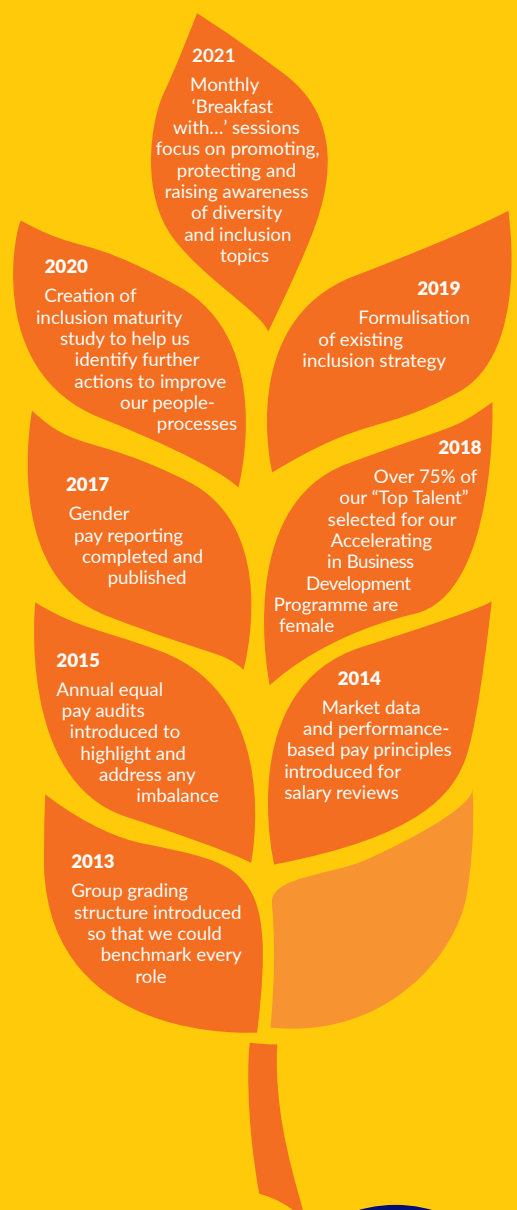 2021
Monthly
‘Breakfast
with...’ sessions
focus on promoting,
protecting and
raising awareness
of diversity
and inclusion
topics
2020
Creation of
inclusion maturity
study to help us
identify further
actions to improve
our people-
processes
2019
Formulisation
of existing
inclusion strategy
2018
Over 75% of
our “Top Talent”
selected for our
Accelerating
in Business
Development
Programme are
female
2017
Gender
pay reporting
completed and
published
2015
Annual equal
pay audits
introduced to
highlight and
address any
imbalance
2014
Market data
and performance-
based pay principles
introduced for
salary reviews
2013
Group grading
structure introduced
so that we could
benchmark every
role